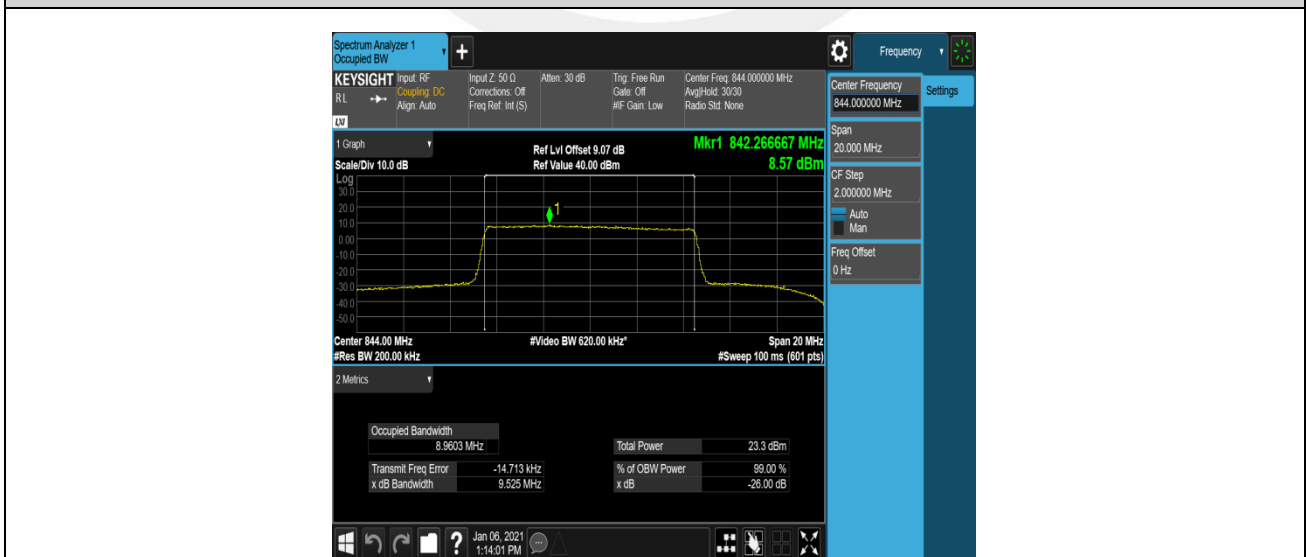 Spectrum Analyzer 1
Occupied BW
+
Frequency
KEYSIGHT
RL
LXI
Input: RF
Coupling: DC
Align: Auto
Input Z: 50 Ω
Corrections: Off
Freq Ref: Int (S)
Atten: 30 dB
Trig: Free Run
Gate: Off
#IF Gain: Low
Center Freq: 844.000000 MHz
Avg|Hold: 30/30
Radio Std: None
1 Graph
Scale/Div 10.0 dB
Ref Lvl Offset 9.07 dB
Ref Value 40.00 dBm
Mkr1 842.266667 MHz
8.57 dBm
Log
30.0
20.0
10.0
0.00
-10.0
-20.0
-30.0
-40.0
-50.0
1
Center 844.00 MHz
#Res BW 200.00 kHz
#Video BW 620.00 kHz*
Span 20 MHz
#Sweep 100 ms (601 pts)
2 Metrics
Occupied Bandwidth
8.9603 MHz
Transmit Freq Error -14.713 kHz
x dB Bandwidth 9.525 MHz
Total Power 23.3 dBm
% of OBW Power 99.00 %
x dB -26.00 dB
Center Frequency
844.000000 MHz
Settings
Span
20.000 MHz
CF Step
2.000000 MHz
Auto
Man
Freq Offset
0 Hz
?
Jan 06, 2021
1:14:01 PM